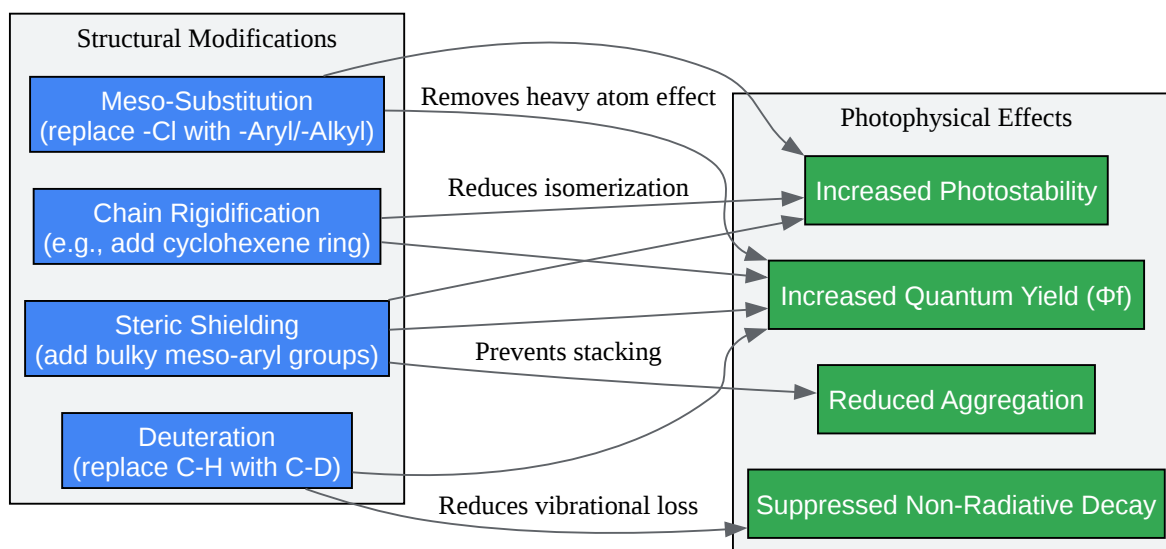 Structural Modifications
Meso-Substitution
(replace -Cl with -Aryl/-Alkyl)
Chain Rigidification
(e.g., add cyclohexene ring)
Steric Shielding
(add bulky meso-aryl groups)
Deuteration
(replace C-H with C-D)
Removes heavy atom effect
Reduces isomerization
Prevents stacking
Reduces vibrational loss
Photophysical Effects
Increased Photostability
Increased Quantum Yield (Φf)
Reduced Aggregation
Suppressed Non-Radiative Decay